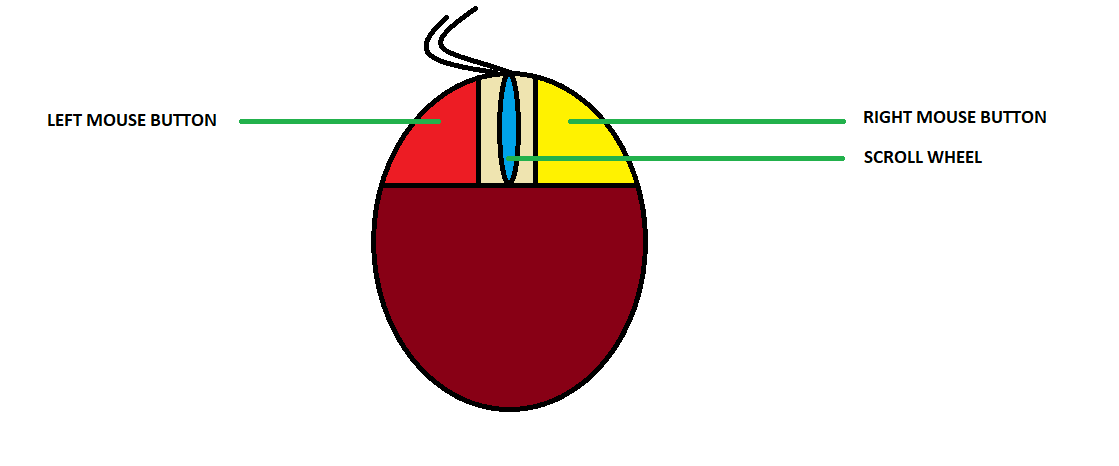 LEFT MOUSE BUTTON
RIGHT MOUSE BUTTON
SCROLL WHEEL